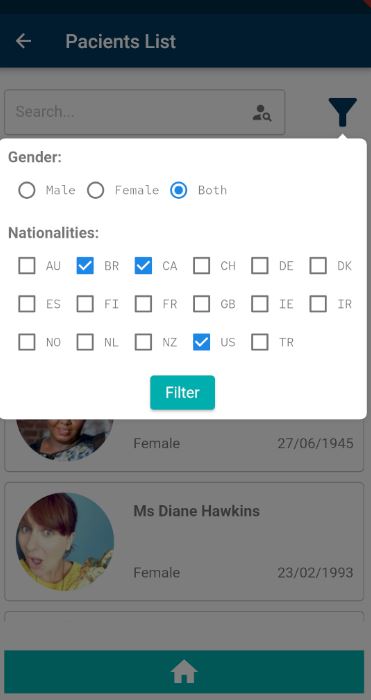 Pacients List
Search...
Gender:
Male Female Both
Nationalities:
AU BR CA CH DE DK
ES FI FR GB IE IR
NO NL NZ US TR
Filter
Female 27/06/1945
Ms Diane Hawkins
Female 23/02/1993